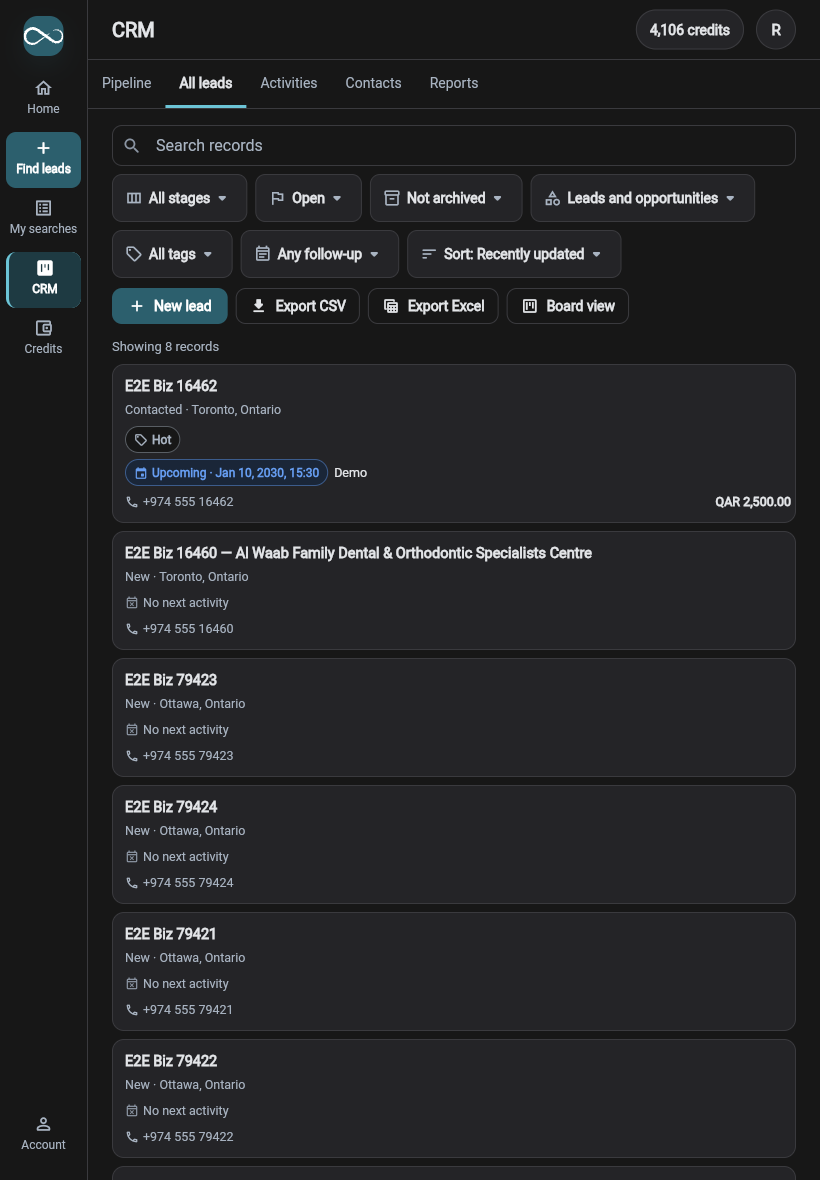 CRM
4,106 credits
R
Home
Find leads
My searches
CRM
Credits
Account
Pipeline
All leads
Activities
Contacts
Reports
Search records
All stages
Open
Not archived
Leads and opportunities
All tags
Any follow-up
Sort: Recently updated
New lead
Export CSV
Export Excel
Board view
Showing 8 records
E2E Biz 16462
Contacted · Toronto, Ontario
Hot
Upcoming · Jan 10, 2030, 15:30 Demo
+974 555 16462
QAR 2,500.00
E2E Biz 16460 — Al Waab Family Dental & Orthodontic Specialists Centre
New · Toronto, Ontario
No next activity
+974 555 16460
E2E Biz 79423
New · Ottawa, Ontario
No next activity
+974 555 79423
E2E Biz 79424
New · Ottawa, Ontario
No next activity
+974 555 79424
E2E Biz 79421
New · Ottawa, Ontario
No next activity
+974 555 79421
E2E Biz 79422
New · Ottawa, Ontario
No next activity
+974 555 79422